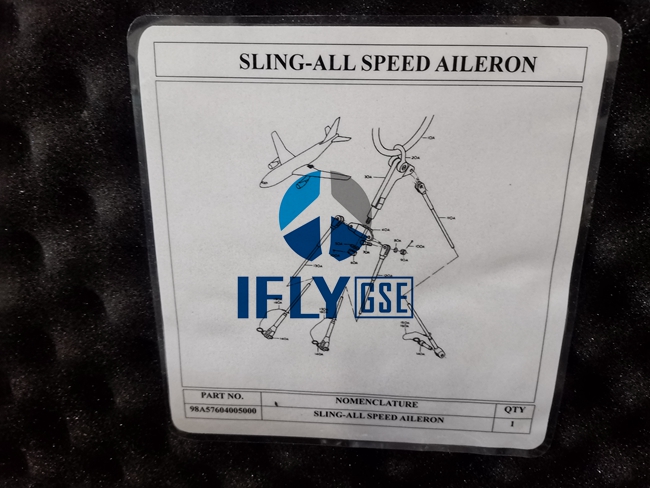 SLING-ALL SPEED AILERON
IFLY GSE
PART NO. NOMENCLATURE QTY
98A57604005000 SLING-ALL SPEED AILERON 1